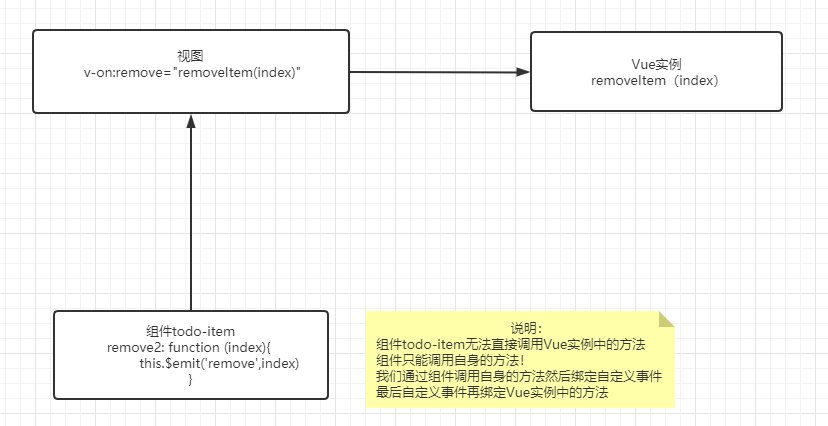 视图
v-on:remove="removeItem(index)"
Vue实例
removeItem（index）
组件todo-item
remove2: function (index){
this.$emit('remove',index)
}
说明：
组件todo-item无法直接调用Vue实例中的方法
组件只能调用自身的方法！
我们通过组件调用自身的方法然后绑定自定义事件
最后自定义事件再绑定Vue实例中的方法